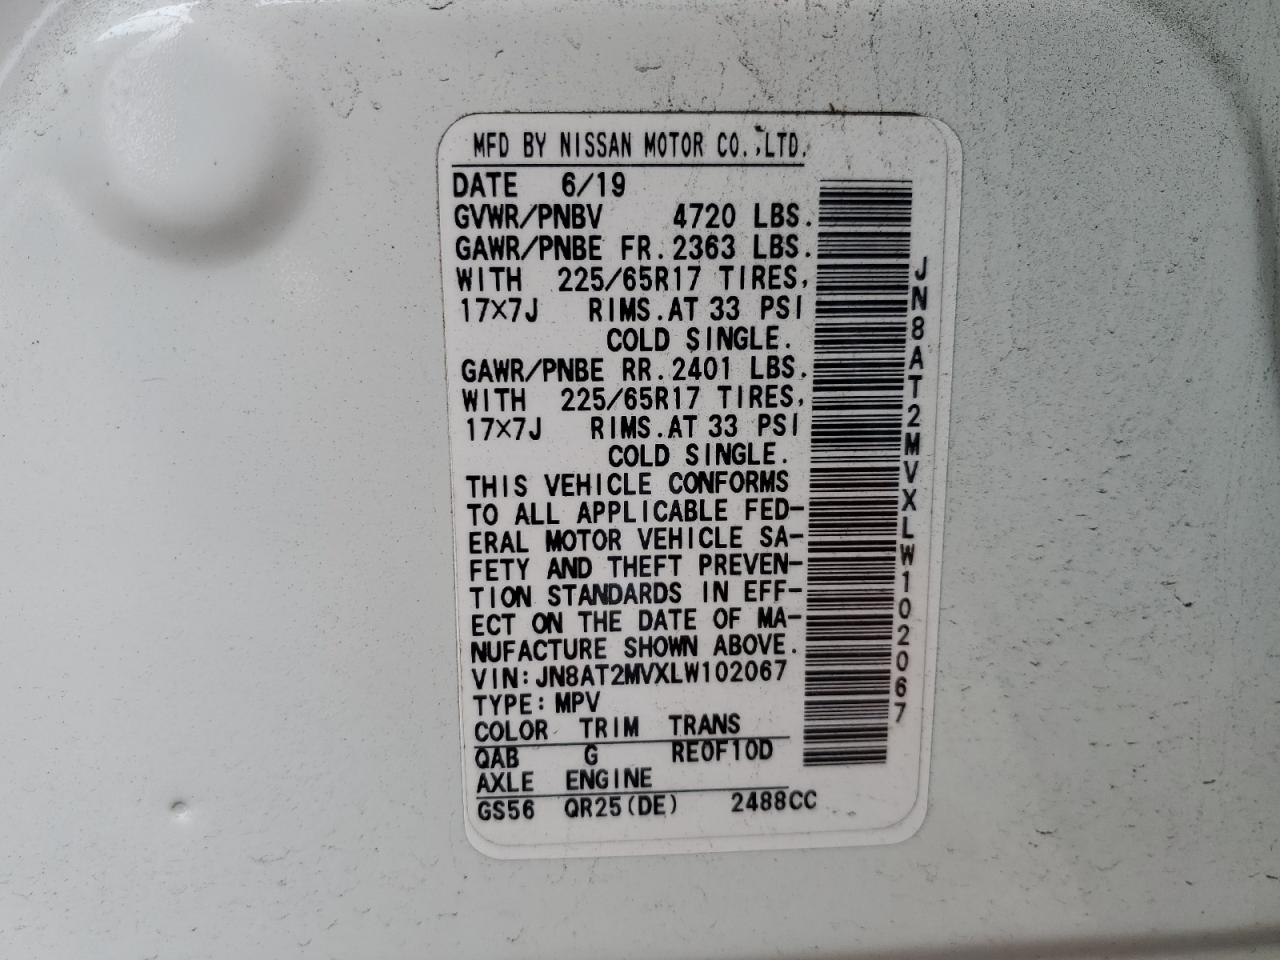 MFD BY NISSAN MOTOR CO.,LTD.
DATE 6/19
GVWR/PNBV 4720 LBS.
GAWR/PNBE FR.2363 LBS.
WITH 225/65R17 TIRES,
17X7J RIMS.AT 33 PSI
COLD SINGLE.
GAWR/PNBE RR.2401 LBS.
WITH 225/65R17 TIRES,
17X7J RIMS.AT 33 PSI
COLD SINGLE.
THIS VEHICLE CONFORMS
TO ALL APPLICABLE FED-
ERAL MOTOR VEHICLE SA-
FETY AND THEFT PREVEN-
TION STANDARDS IN EFF-
ECT ON THE DATE OF MA-
NUFACTURE SHOWN ABOVE.
VIN:JN8AT2MVXLW102067
TYPE:MPV
COLOR TRIM TRANS
QAB G RE0F10D
AXLE ENGINE
GS56 QR25(DE) 2488CC
JN8AT2MVXLW102067